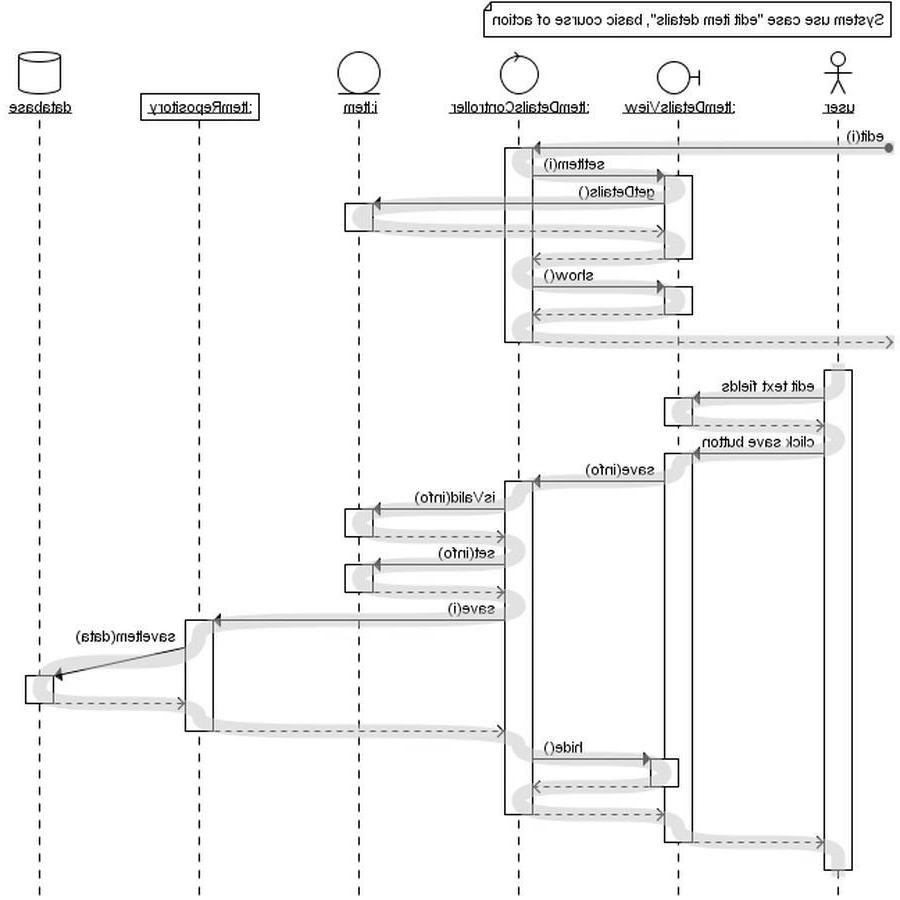 System use case "edit item details", basic course of action
user
:ItemDetailsView
:ItemDetailsController
i:Item
:ItemRepository
database
edit(i)
setItem(i)
getDetails()
show()
edit text fields
click save button
save(info)
isValid(info)
set(info)
save(i)
saveItem(data)
hide()